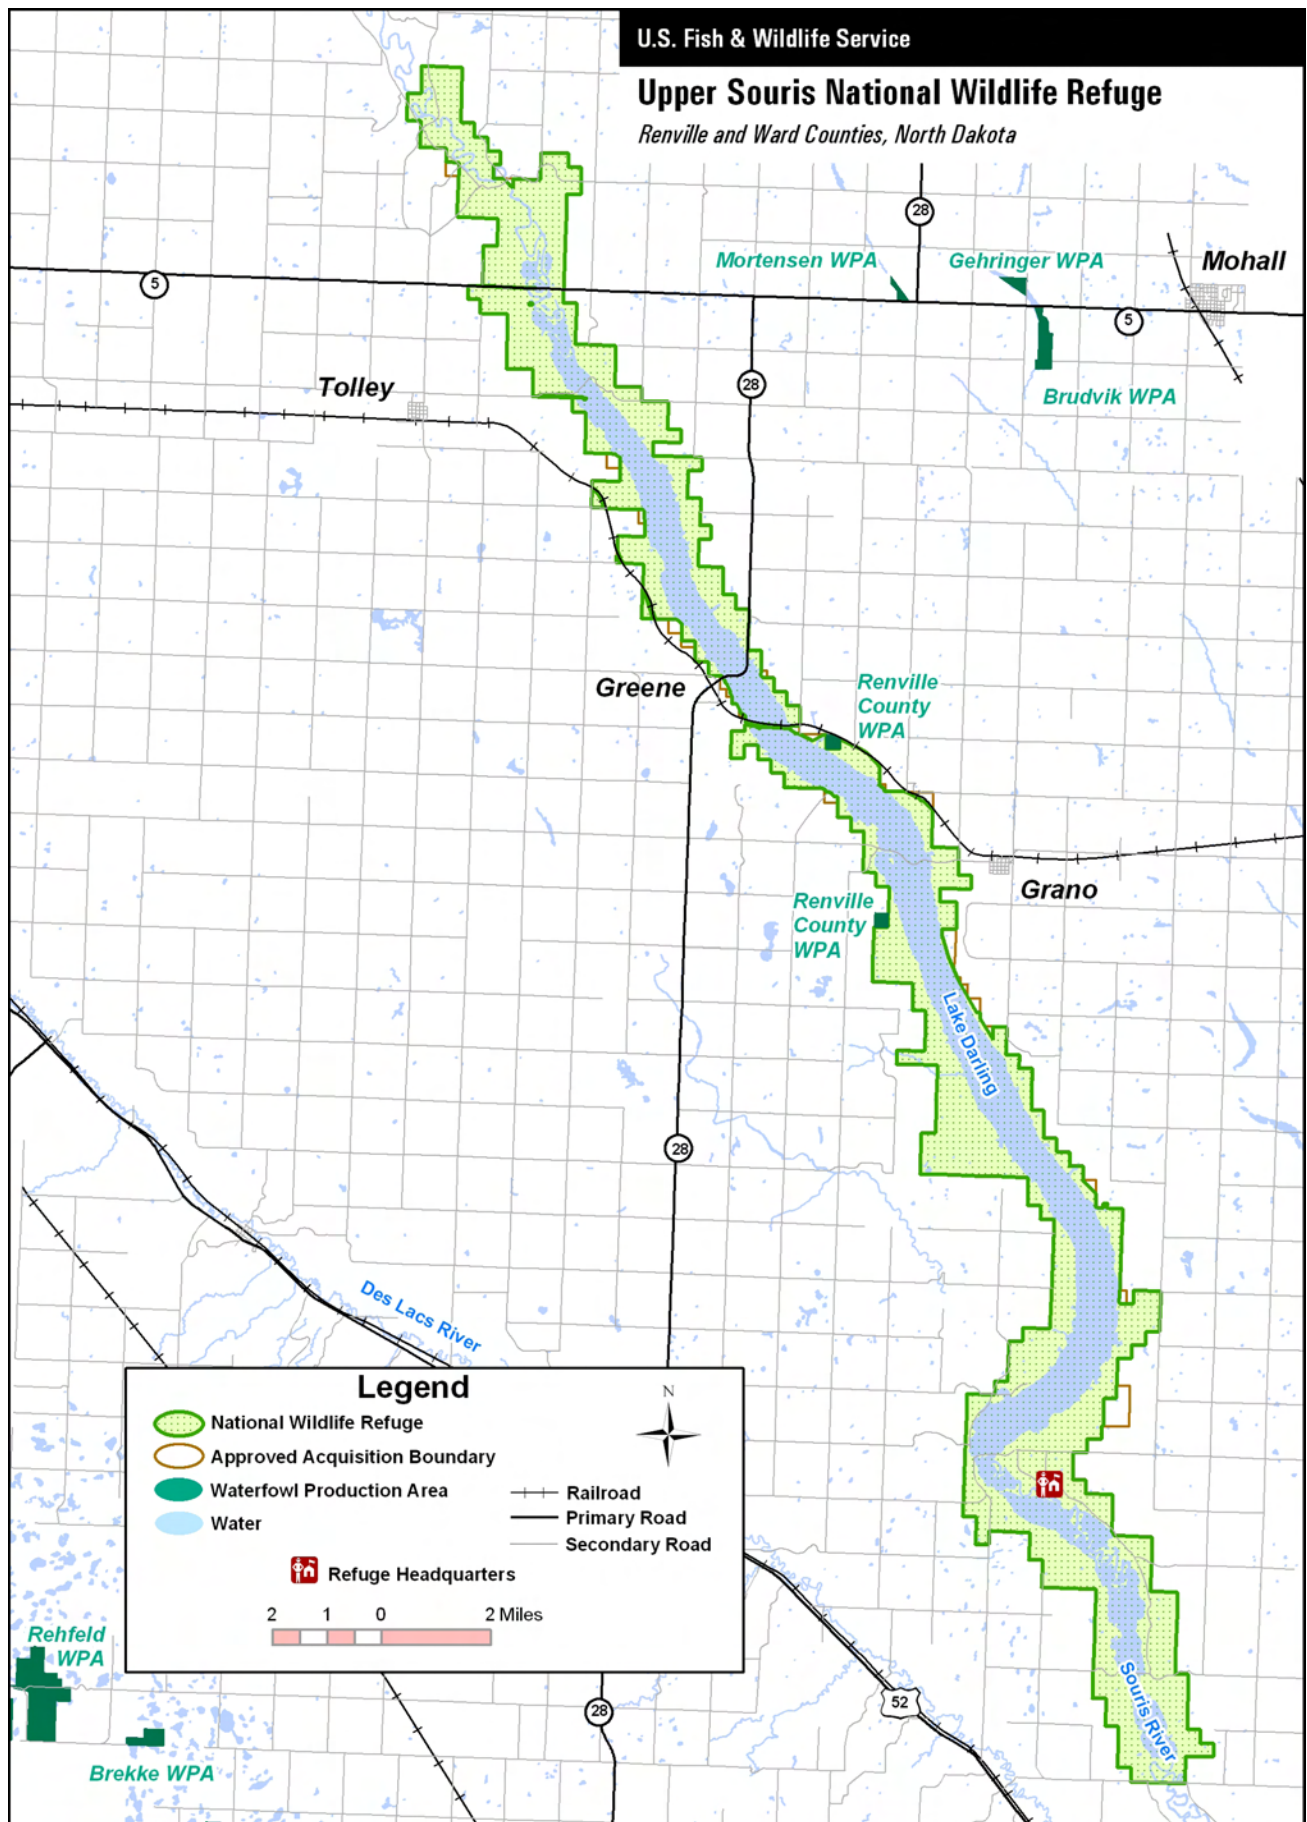 U.S. Fish & Wildlife Service
Upper Souris National Wildlife Refuge
Renville and Ward Counties, North Dakota
28
Mortensen WPA
Gehringer WPA
Mohall
5
5
Tolley
28
Brudvik WPA
Greene
Renville
County
WPA
Grano
Renville
County
WPA
Lake Darling
28
Des Lacs River
Legend
N
National Wildlife Refuge
Approved Acquisition Boundary
Waterfowl Production Area
Water
Railroad
Primary Road
Secondary Road
Refuge Headquarters
2 1 0 2 Miles
Rehfeld
WPA
Brekke WPA
28
52
Souris River